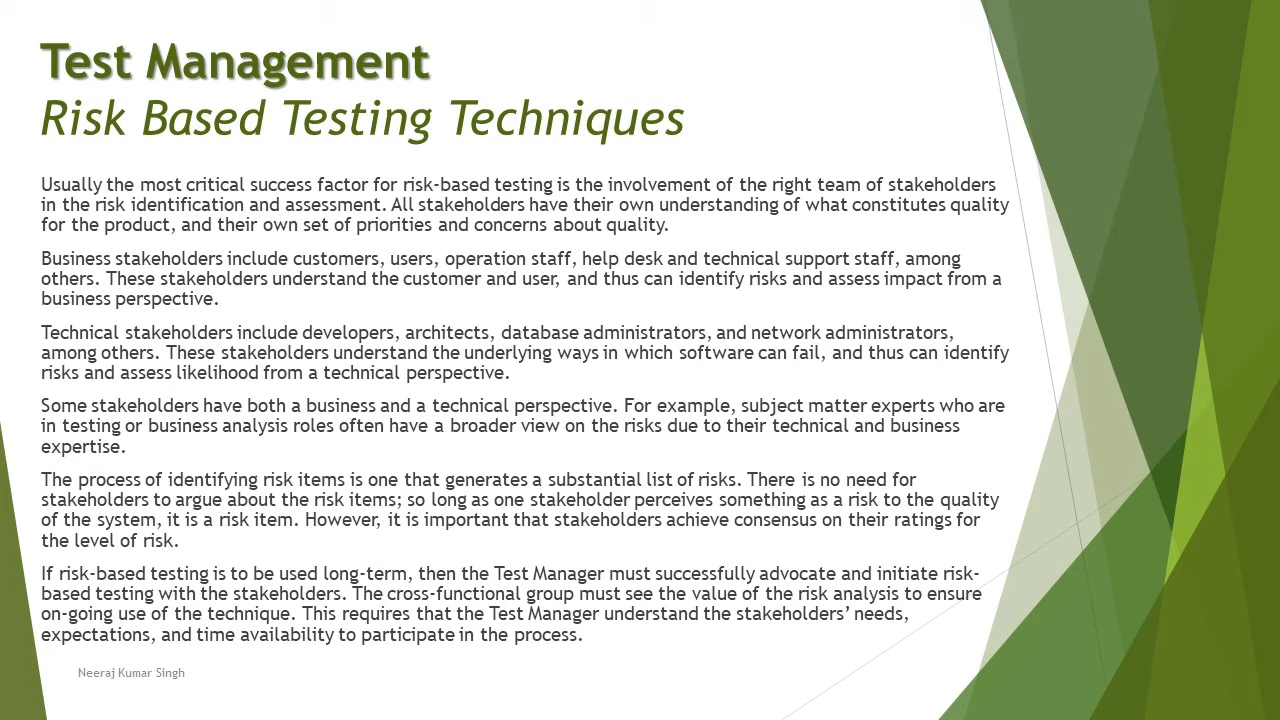 Test Management
Risk Based Testing Techniques
Usually the most critical success factor for risk-based testing is the involvement of the right team of stakeholders
in the risk identification and assessment. All stakeholders have their own understanding of what constitutes quality
for the product, and their own set of priorities and concerns about quality.
Business stakeholders include customers, users, operation staff, help desk and technical support staff, among
others. These stakeholders understand the customer and user, and thus can identify risks and assess impact from a
business perspective.
Technical stakeholders include developers, architects, database administrators, and network administrators,
among others. These stakeholders understand the underlying ways in which software can fail, and thus can identify
risks and assess likelihood from a technical perspective.
Some stakeholders have both a business and a technical perspective. For example, subject matter experts who are
in testing or business analysis roles often have a broader view on the risks due to their technical and business
expertise.
The process of identifying risk items is one that generates a substantial list of risks. There is no need for
stakeholders to argue about the risk items; so long as one stakeholder perceives something as a risk to the quality
of the system, it is a risk item. However, it is important that stakeholders achieve consensus on their ratings for
the level of risk.
If risk-based testing is to be used long-term, then the Test Manager must successfully advocate and initiate risk-
based testing with the stakeholders. The cross-functional group must see the value of the risk analysis to ensure
on-going use of the technique. This requires that the Test Manager understand the stakeholders’ needs,
expectations, and time availability to participate in the process.
Neeraj Kumar Singh